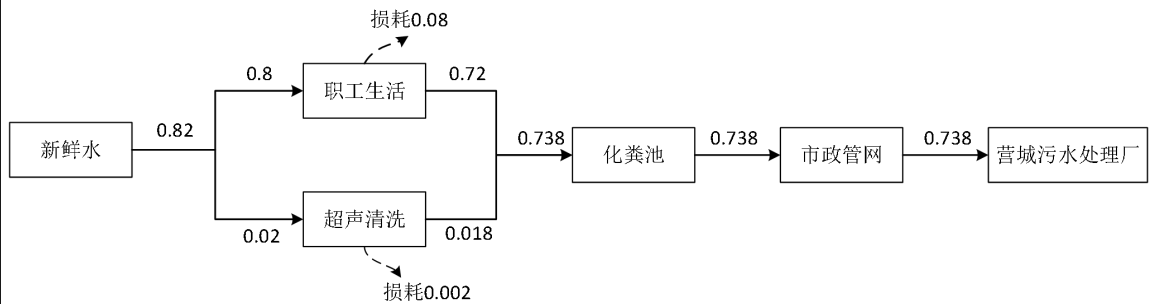 损耗0.08
0.8
职工生活
0.72
新鲜水
0.82
0.738
化粪池
0.738
市政管网
0.738
营城污水处理厂
0.02
超声清洗
0.018
损耗0.002